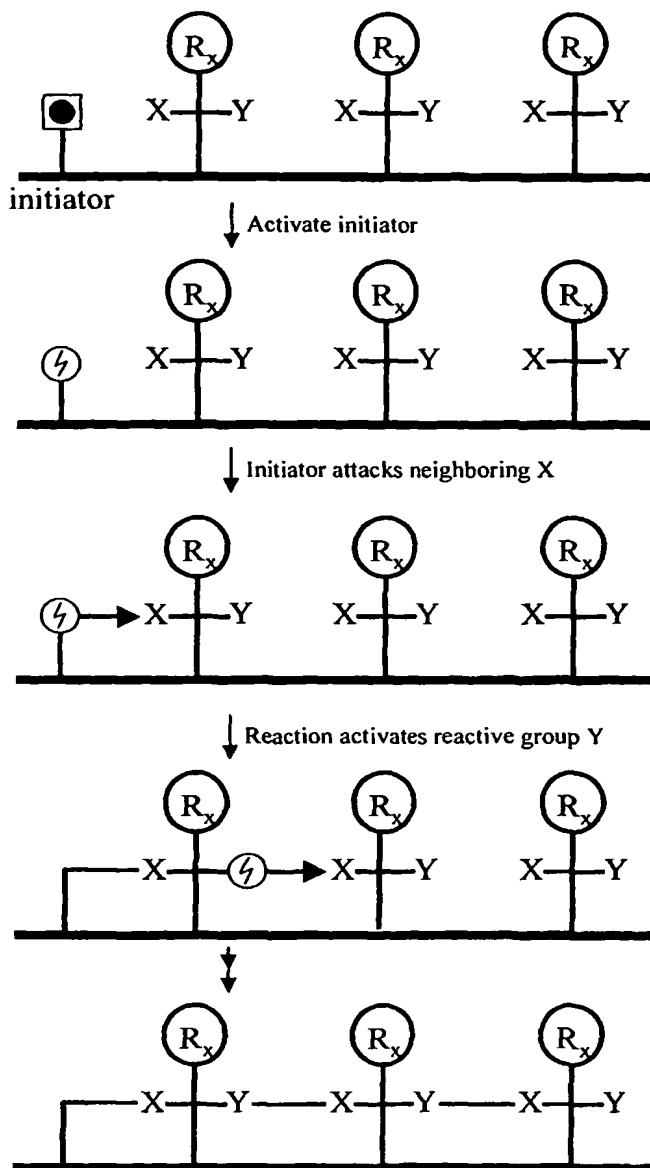 Rx Rx Rx
X Y X Y X Y
initiator
Activate initiator
Rx Rx Rx
X Y X Y X Y
Initiator attacks neighboring X
Rx Rx Rx
X Y X Y X Y
Reaction activates reactive group Y
Rx Rx Rx
X X Y X Y
Rx Rx Rx
X Y X Y X